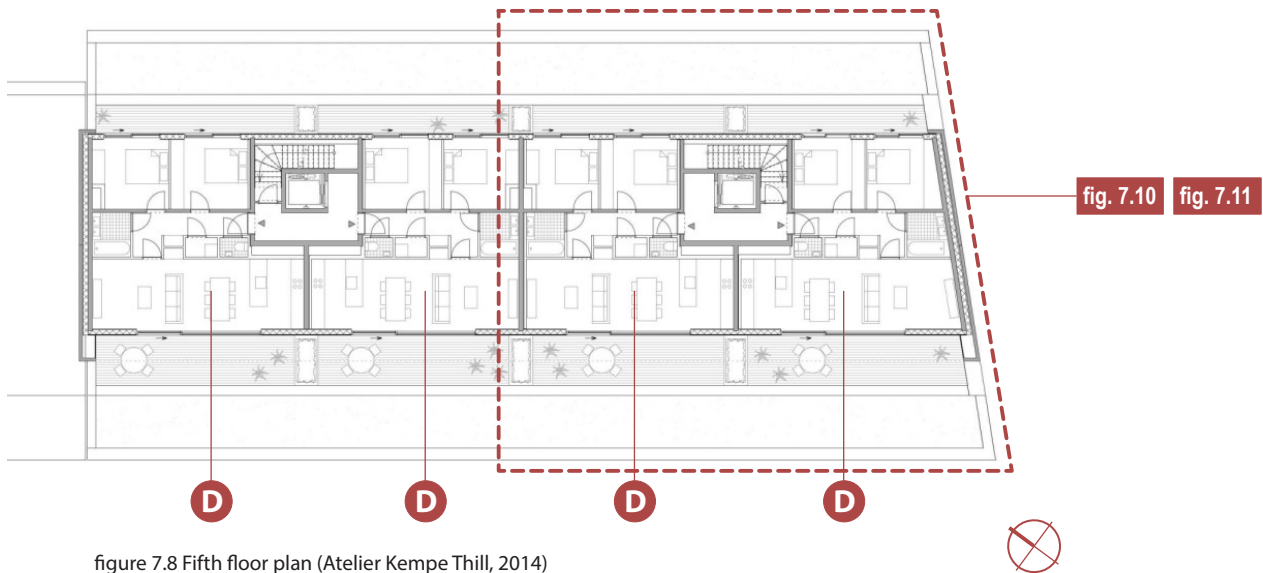 fig. 7.10 fig. 7.11
D D D D
figure 7.8 Fifth floor plan (Atelier Kempe Thill, 2014)